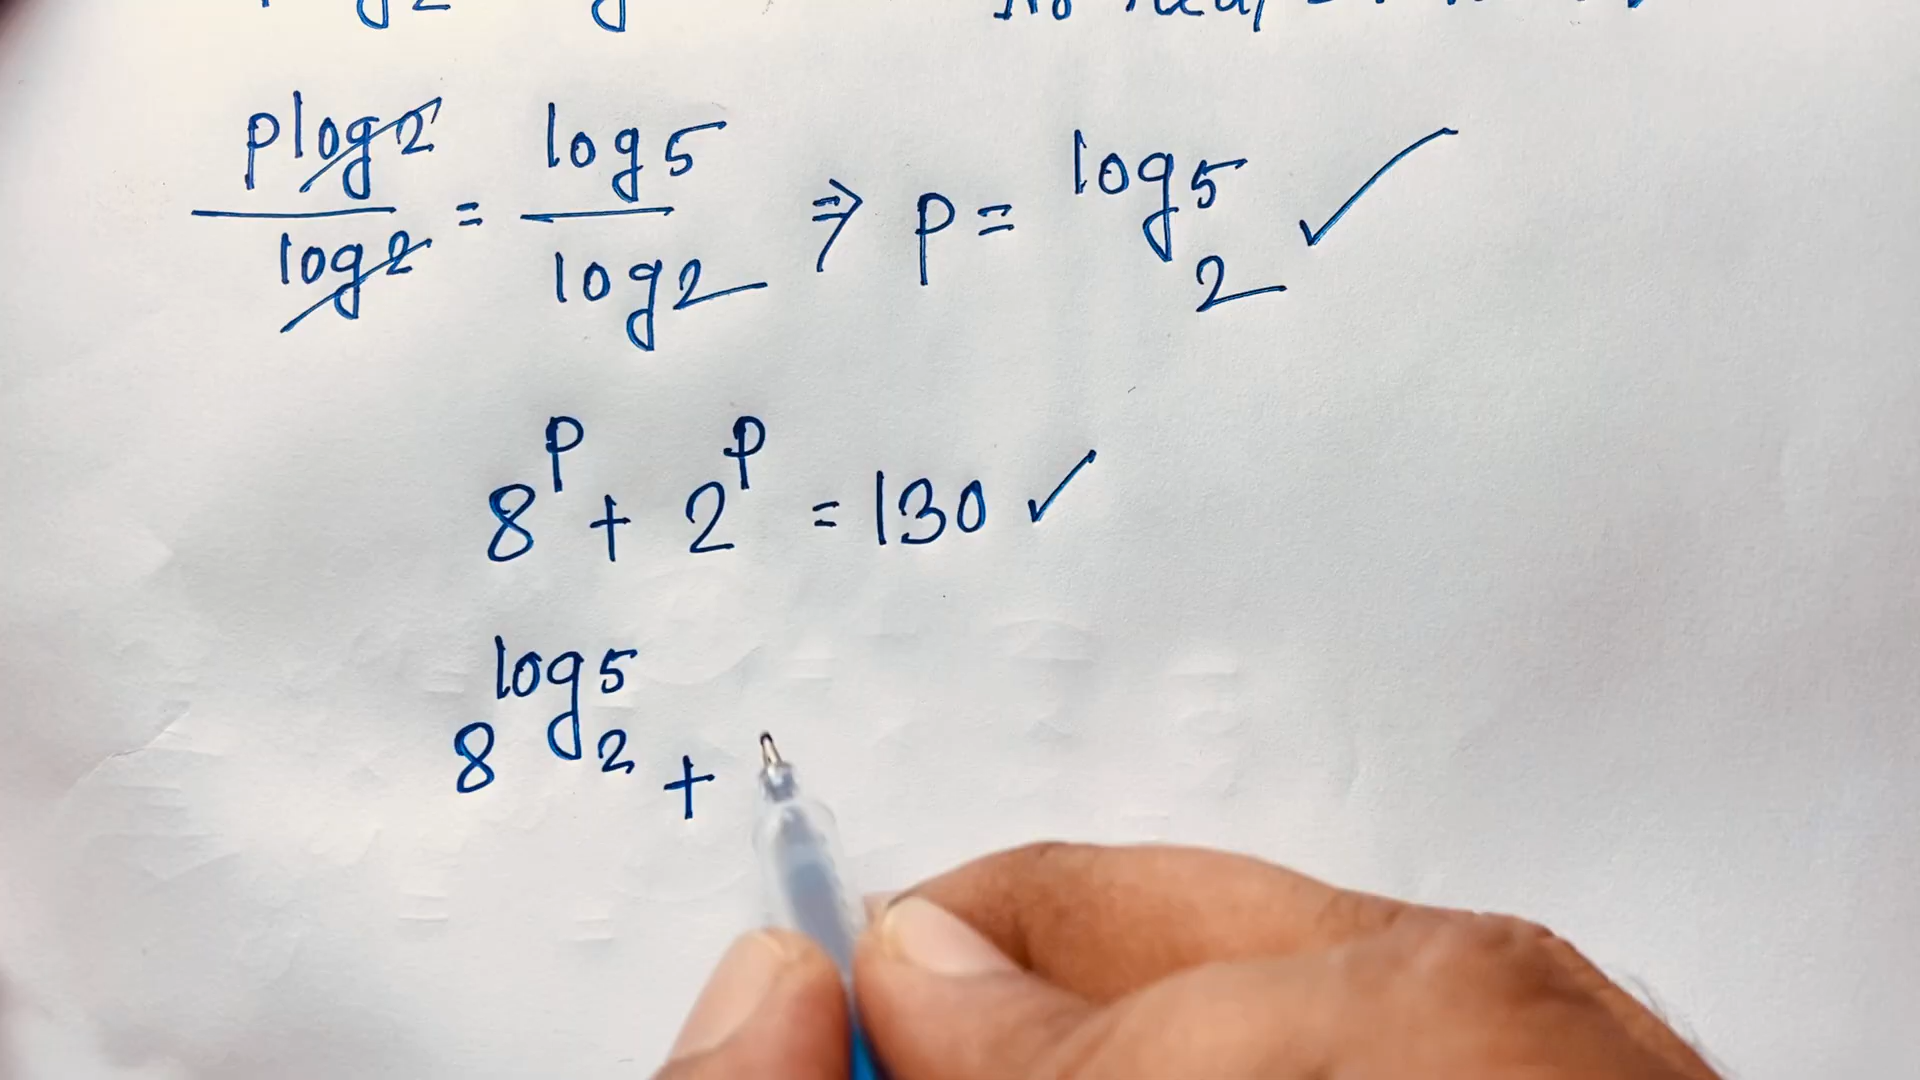 plog2 / log2 = log5 / log2 ⇒ p = log₂5 ✓
8^p + 2^p = 130 ✓
8^log₂5 +